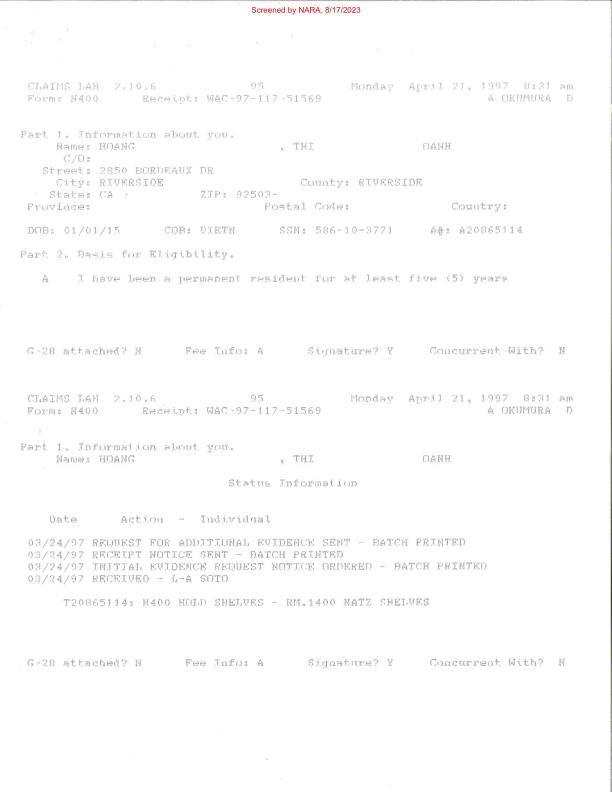 Screened by NARA, 8/17/2023
CLAIMS LAN 2.10.6 95 Monday April 21, 1997 8:31 am
Form: N400 Receipt: WAC-97-117-51569 A OKUMURA D
Part 1. Information about you.
Name: HOANG , THI OANH
C/O:
Street: 2850 BORDEAUX DR
City: RIVERSIDE County: RIVERSIDE
State: CA ZIP: 92503-
Province: Postal Code: Country:
DOB: 01/01/15 COB: VIETN SSN: 586-10-3771 A#: A20865114
Part 2. Basis for Eligibility.
A I have been a permanent resident for at least five (5) years
G-28 attached? N Fee Info: A Signature? Y Concurrent With? N
CLAIMS LAN 2.10.6 95 Monday April 21, 1997 8:31 am
Form: N400 Receipt: WAC-97-117-51569 A OKUMURA D
Part 1. Information about you.
Name: HOANG , THI OANH
Status Information
Date Action - Individual
03/24/97 REQUEST FOR ADDITIONAL EVIDENCE SENT - BATCH PRINTED
03/24/97 RECEIPT NOTICE SENT - BATCH PRINTED
03/24/97 INITIAL EVIDENCE REQUEST NOTICE ORDERED - BATCH PRINTED
03/24/97 RECEIVED - L-A SOTO
T20865114: N400 HOLD SHELVES - RM.1400 NATZ SHELVES
G-28 attached? N Fee Info: A Signature? Y Concurrent With? N